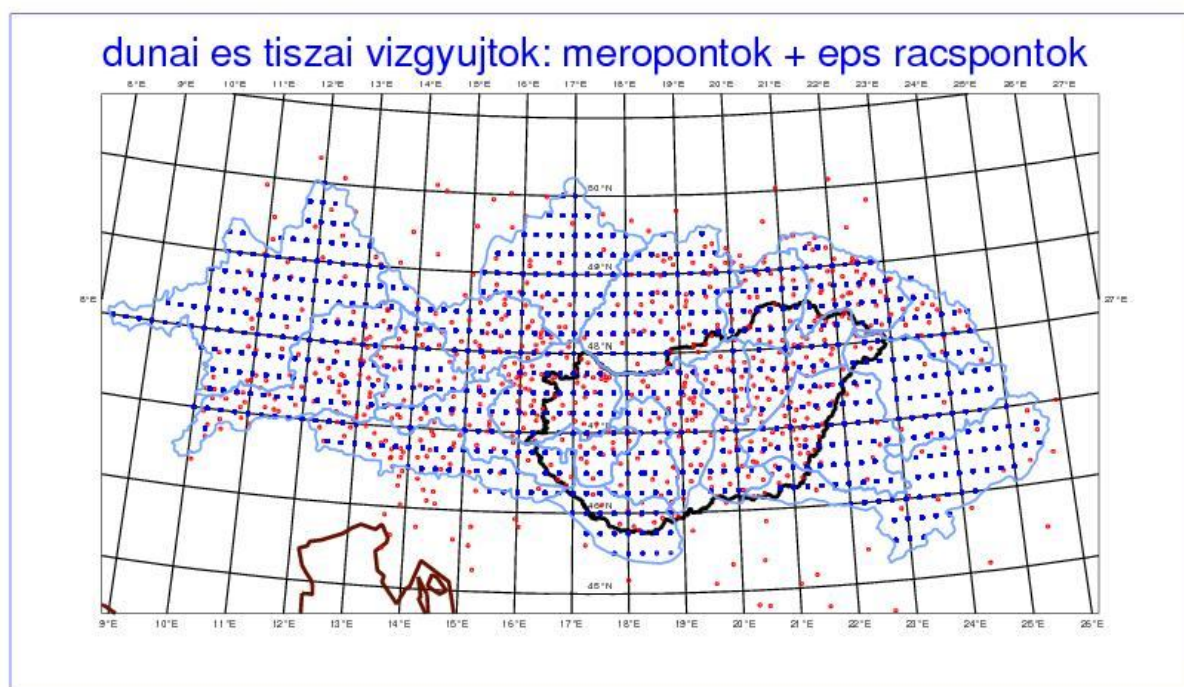 dunai es tiszai vizgyujtok: meropontok + eps racspontok
8°E 9°E 10°E 11°E 12°E 13°E 14°E 15°E 16°E 17°E 18°E 19°E 20°E 21°E 22°E 23°E 24°E 25°E 26°E 27°E
50°N
49°N
8°E
27°E
48°N
46°N
45°N
9°E 10°E 11°E 12°E 13°E 14°E 15°E 16°E 17°E 18°E 19°E 20°E 21°E 22°E 23°E 24°E 25°E 26°E